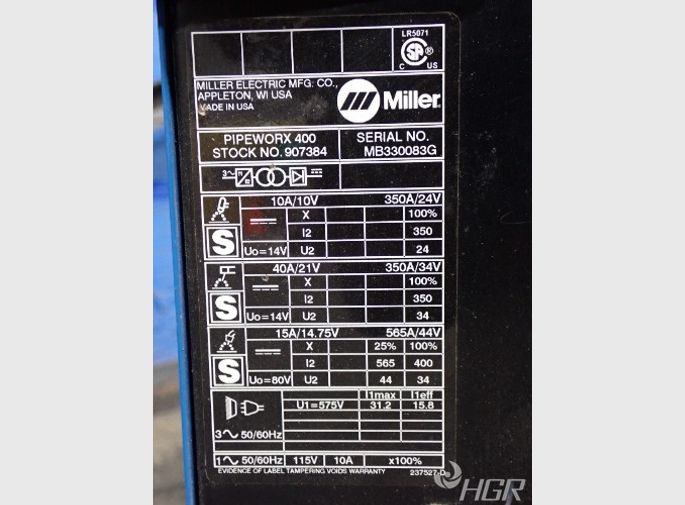 LR5071
SA ®
C US
MILLER ELECTRIC MFG. CO.,
APPLETON, WI USA
MADE IN USA
Miller
PIPEWORX 400 SERIAL NO.
STOCK NO. 907384 MB330083G
3~
10A/10V 350A/24V
X 100%
I2 350
S Uo=14V U2 24
40A/21V 350A/34V
X 100%
I2 350
S Uo=14V U2 34
15A/14.75V 565A/44V
X 25% 100%
I2 565 400
S Uo=80V U2 44 34
I1max I1eff
U1=575V 31.2 15.8
3~ 50/60Hz
1~ 50/60Hz 115V 10A x100%
EVIDENCE OF LABEL TAMPERING VOIDS WARRANTY 237527-D
HGR